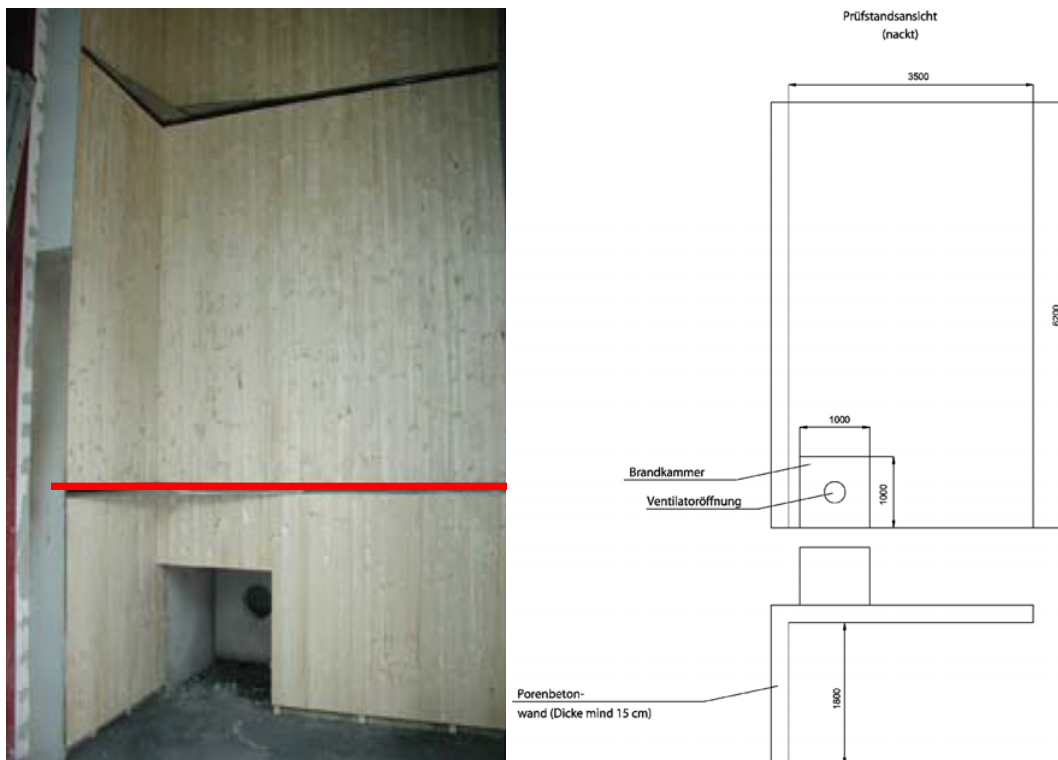 Prüfstandsansicht
(nackt)
3500
6200
1000
Brandkammer
1000
Ventilatoröffnung
Porenbeton-
wand (Dicke mind 15 cm)
1800